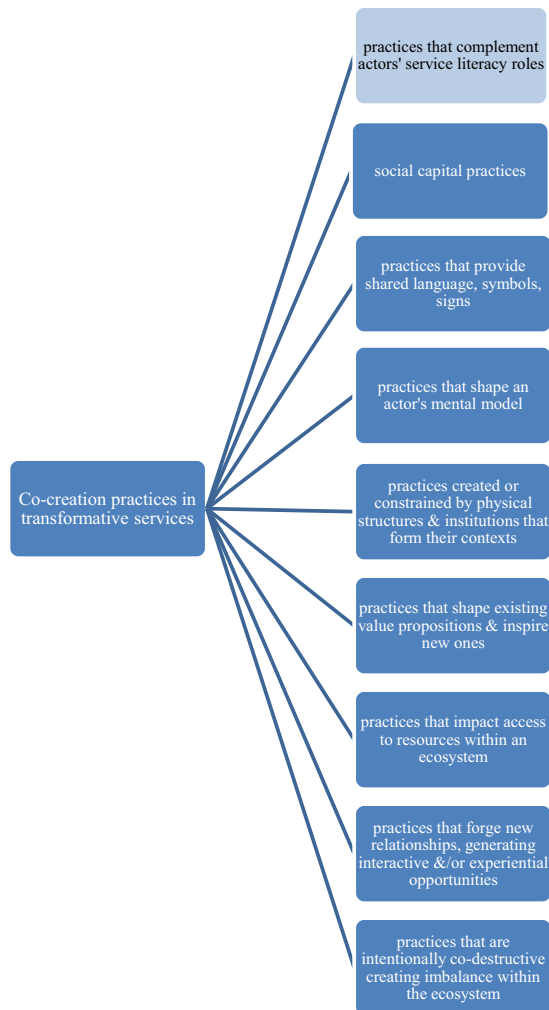 practices that complement
actors' service literacy roles
social capital practices
practices that provide
shared language, symbols,
signs
practices that shape an
actor's mental model
Co-creation practices in
transformative services
practices created or
constrained by physical
structures & institutions that
form their contexts
practices that shape existing
value propositions & inspire
new ones
practices that impact access
to resources within an
ecosystem
practices that forge new
relationships, generating
interactive &/or experiential
opportunities
practices that are
intentionally co-destructive
creating imbalance within
the ecosystem